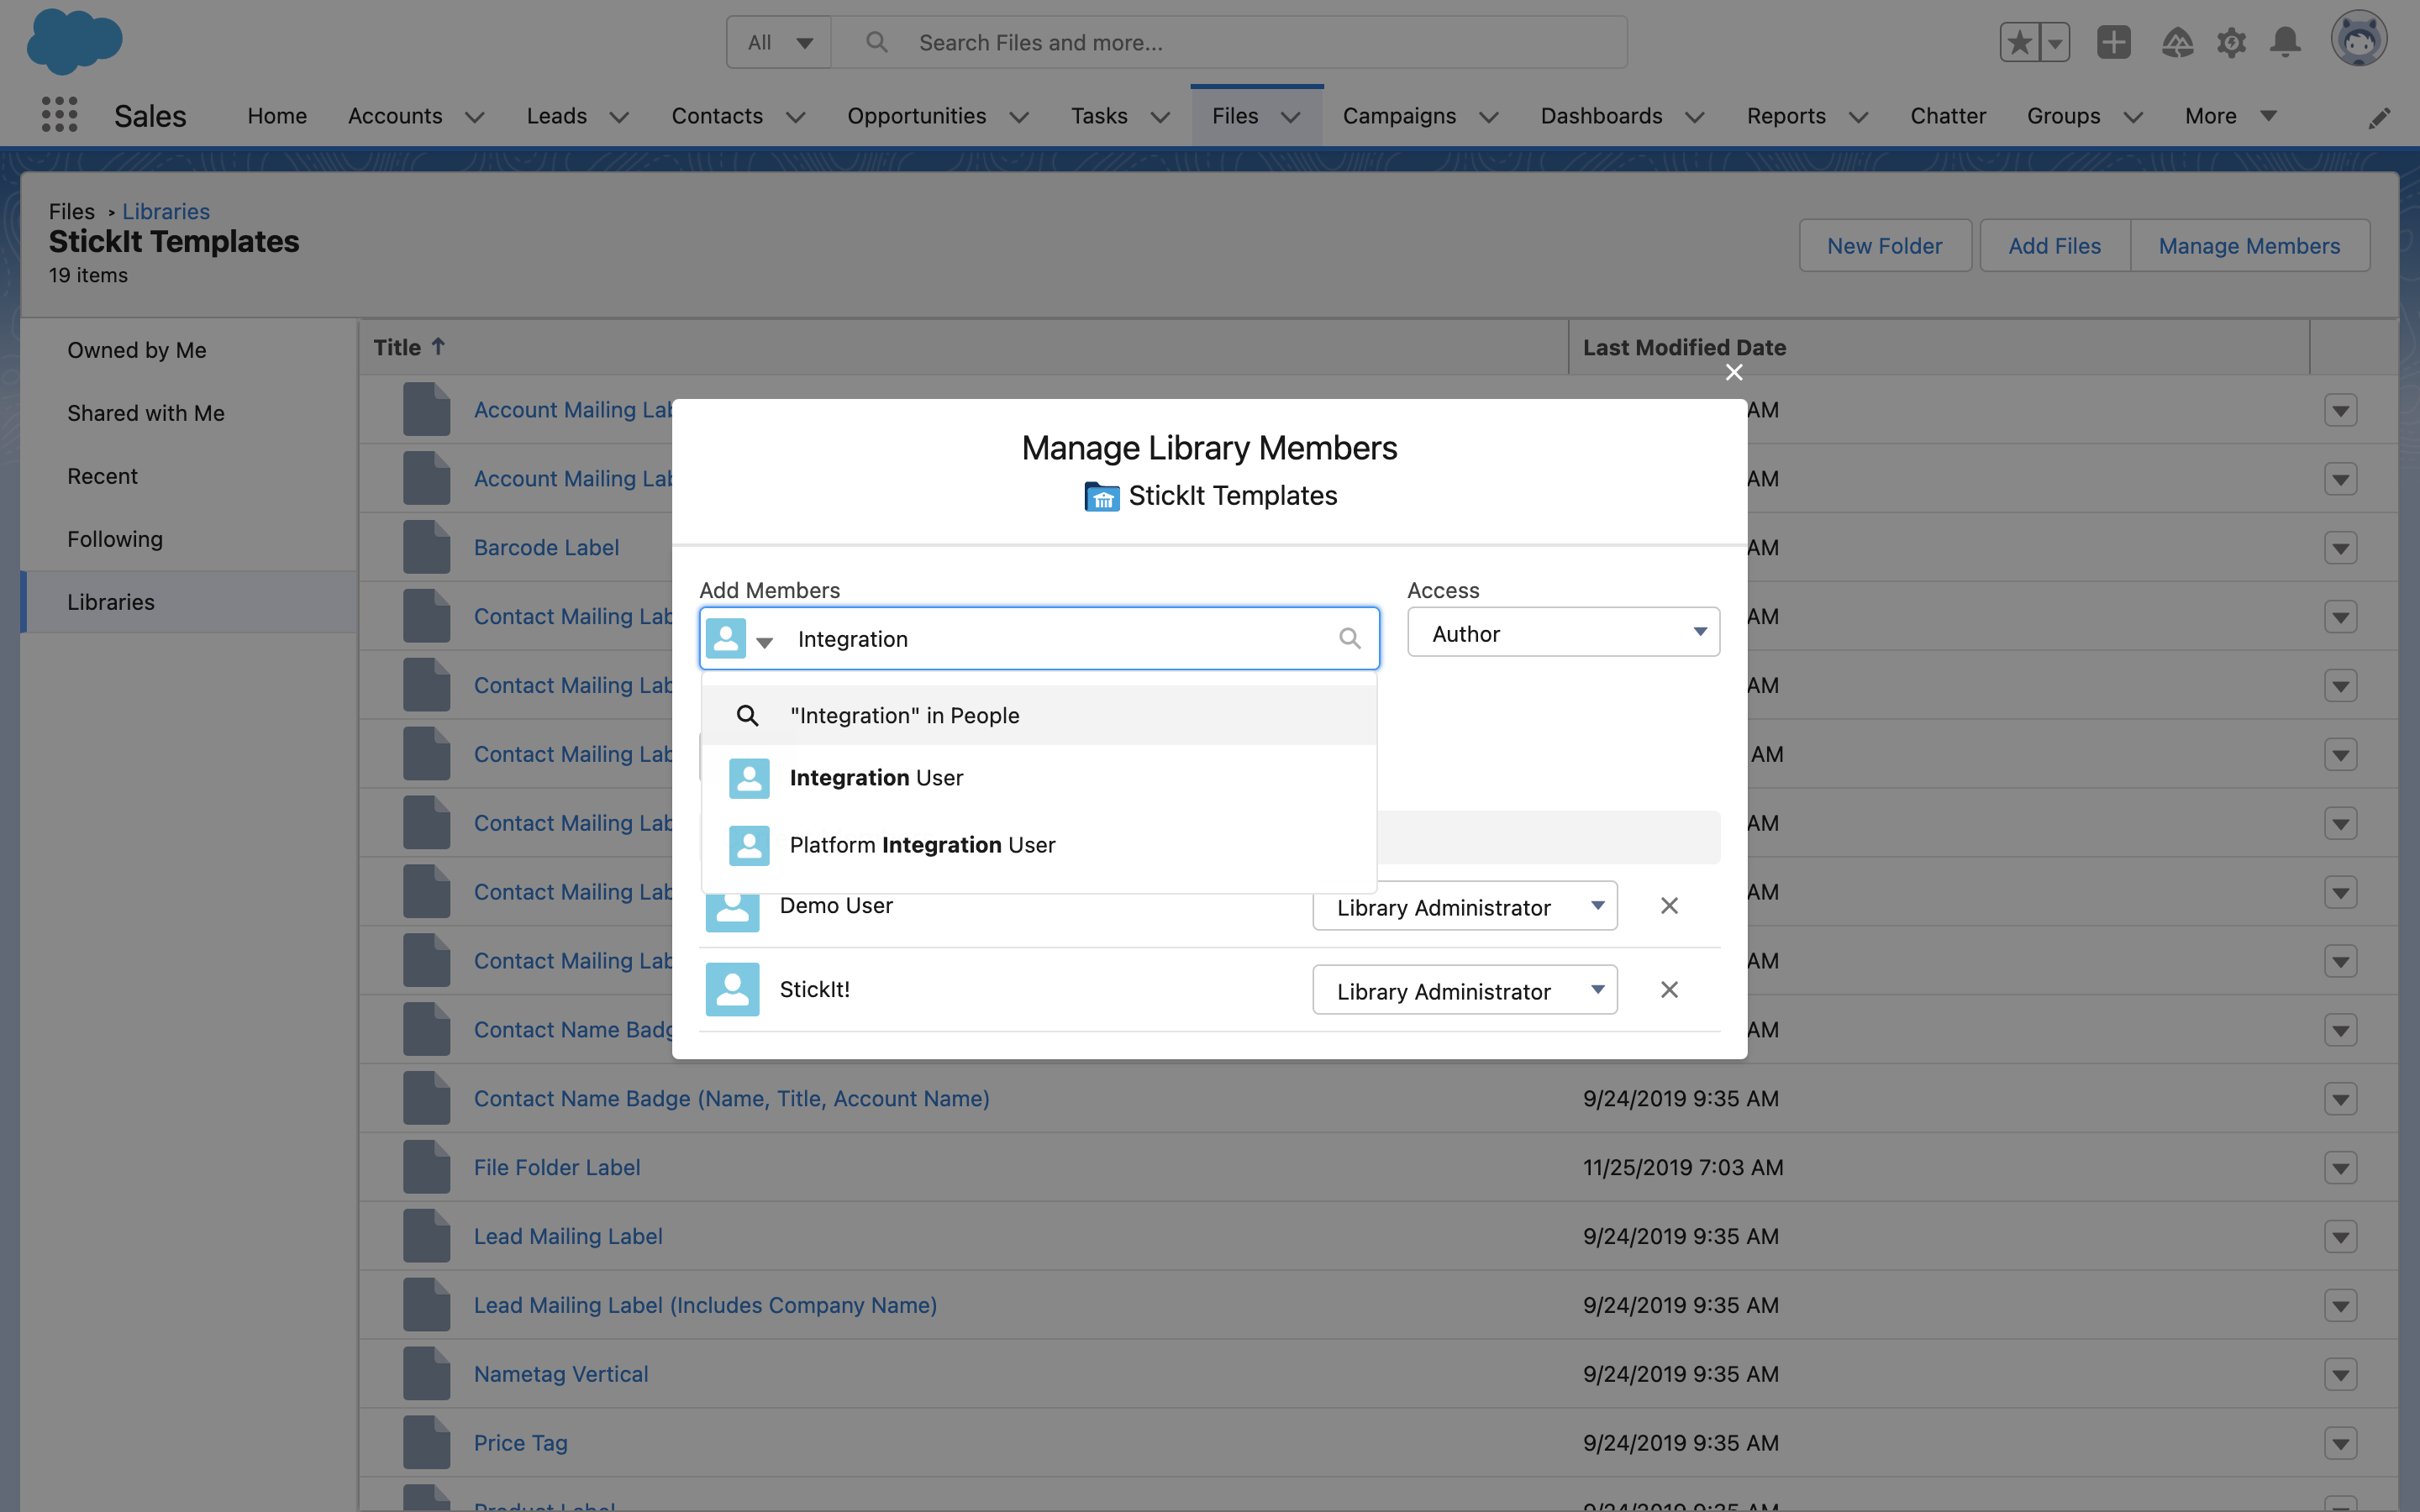 All
Search Files and more...
Sales
Home
Accounts
Leads
Contacts
Opportunities
Tasks
Files
Campaigns
Dashboards
Reports
Chatter
Groups
More
Files > Libraries
StickIt Templates
19 items
New Folder
Add Files
Manage Members
Owned by Me
Shared with Me
Recent
Following
Libraries
Title
Last Modified Date
Account Mailing Lab
AM
Account Mailing Lab
AM
Barcode Label
AM
Contact Mailing Lab
AM
Contact Mailing Lab
AM
Contact Mailing Lab
AM
Contact Mailing Lab
AM
Contact Mailing Lab
AM
Contact Mailing Lab
AM
Contact Name Badg
AM
Contact Name Badge (Name, Title, Account Name)
9/24/2019 9:35 AM
File Folder Label
11/25/2019 7:03 AM
Lead Mailing Label
9/24/2019 9:35 AM
Lead Mailing Label (Includes Company Name)
9/24/2019 9:35 AM
Nametag Vertical
9/24/2019 9:35 AM
Price Tag
9/24/2019 9:35 AM
Product Label
9/24/2019 9:35 AM
Manage Library Members
StickIt Templates
Add Members
Access
Integration
Author
"Integration" in People
Integration User
Platform Integration User
Demo User
Library Administrator
StickIt!
Library Administrator